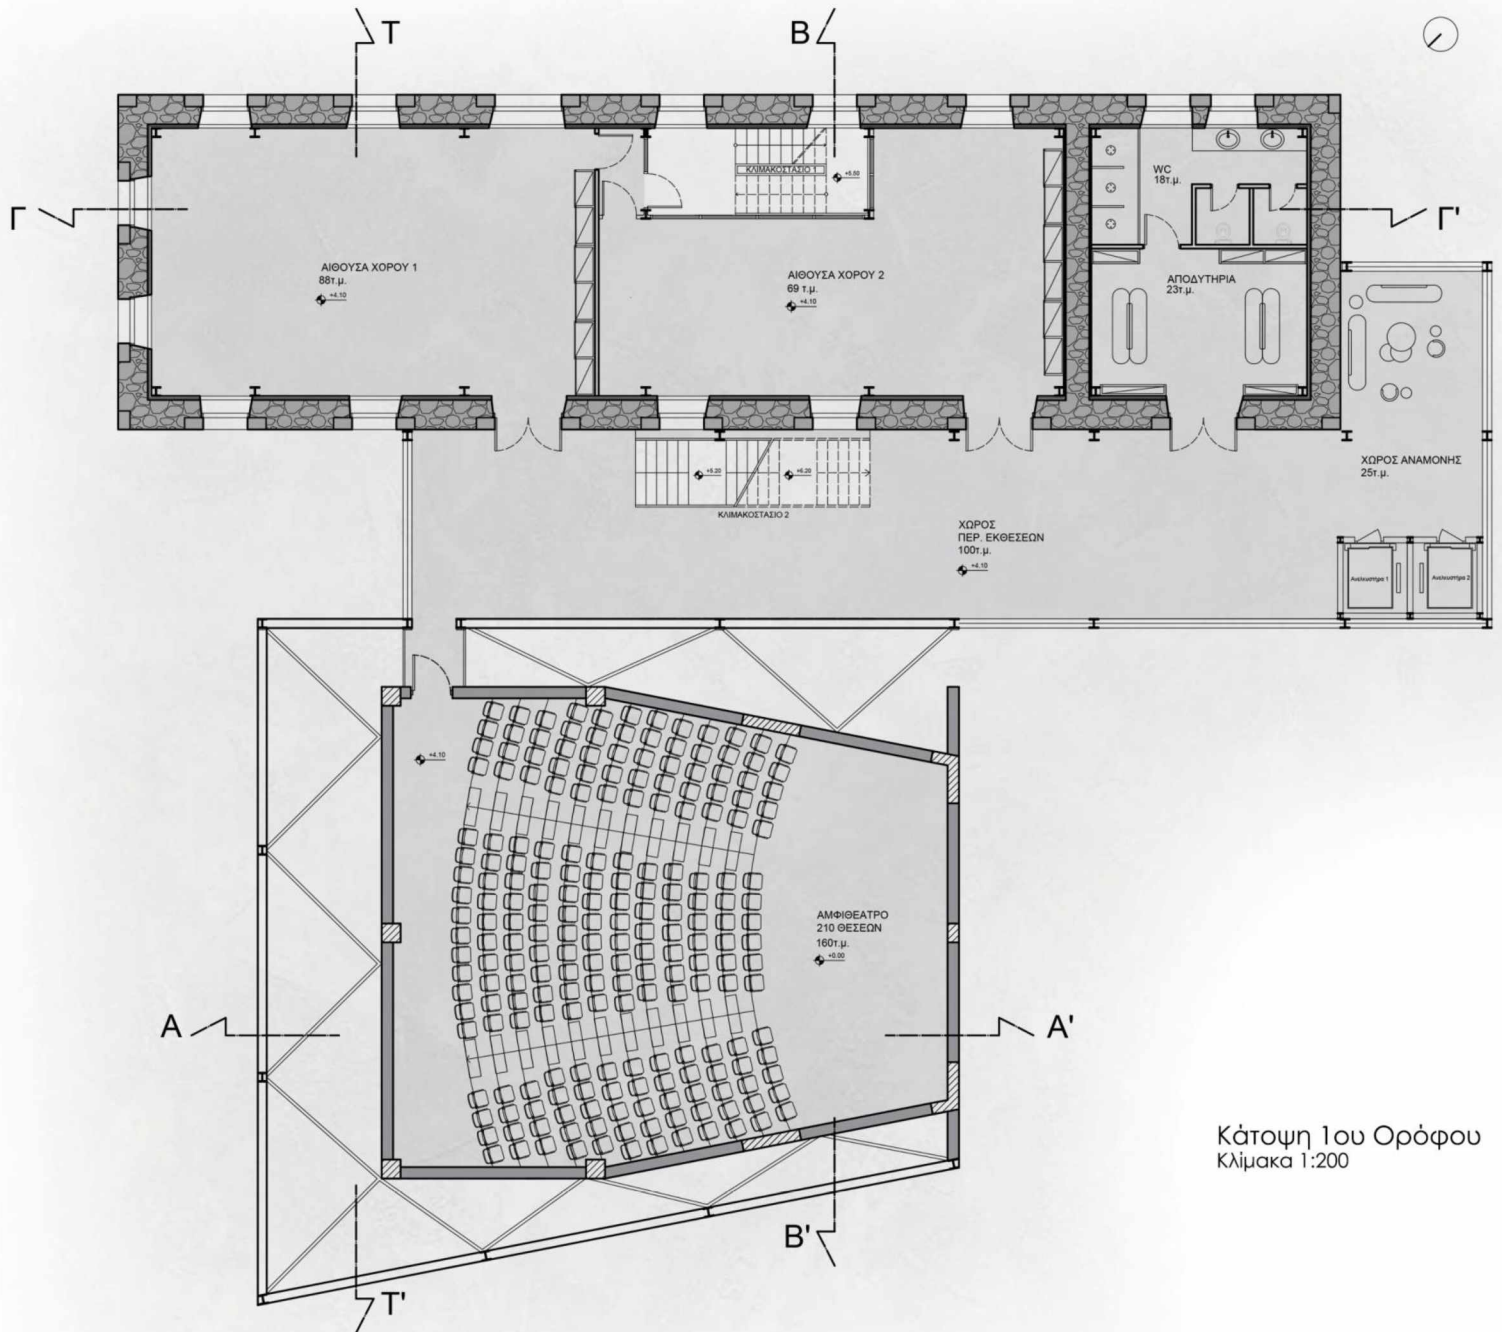 T
B
Γ
Γ'
ΚΛΙΜΑΚΟΣΤΑΣΙΟ 1
+5.50
WC
18τ.μ.
ΑΙΘΟΥΣΑ ΧΟΡΟΥ 1
88τ.μ.
+4.10
ΑΙΘΟΥΣΑ ΧΟΡΟΥ 2
69 τ.μ.
+4.10
ΑΠΟΔΥΤΗΡΙΑ
23τ.μ.
ΧΩΡΟΣ ΑΝΑΜΟΝΗΣ
25τ.μ.
+5.20
+6.20
ΚΛΙΜΑΚΟΣΤΑΣΙΟ 2
ΧΩΡΟΣ
ΠΕΡ. ΕΚΘΕΣΕΩΝ
100τ.μ.
+4.10
Ανελκυστηρα 1
Ανελκυστηρα 2
+4.10
ΑΜΦΙΘΕΑΤΡΟ
210 ΘΕΣΕΩΝ
160τ.μ.
+0.00
A
A'
B'
T'
Κάτοψη 1ου Ορόφου
Κλίμακα 1:200